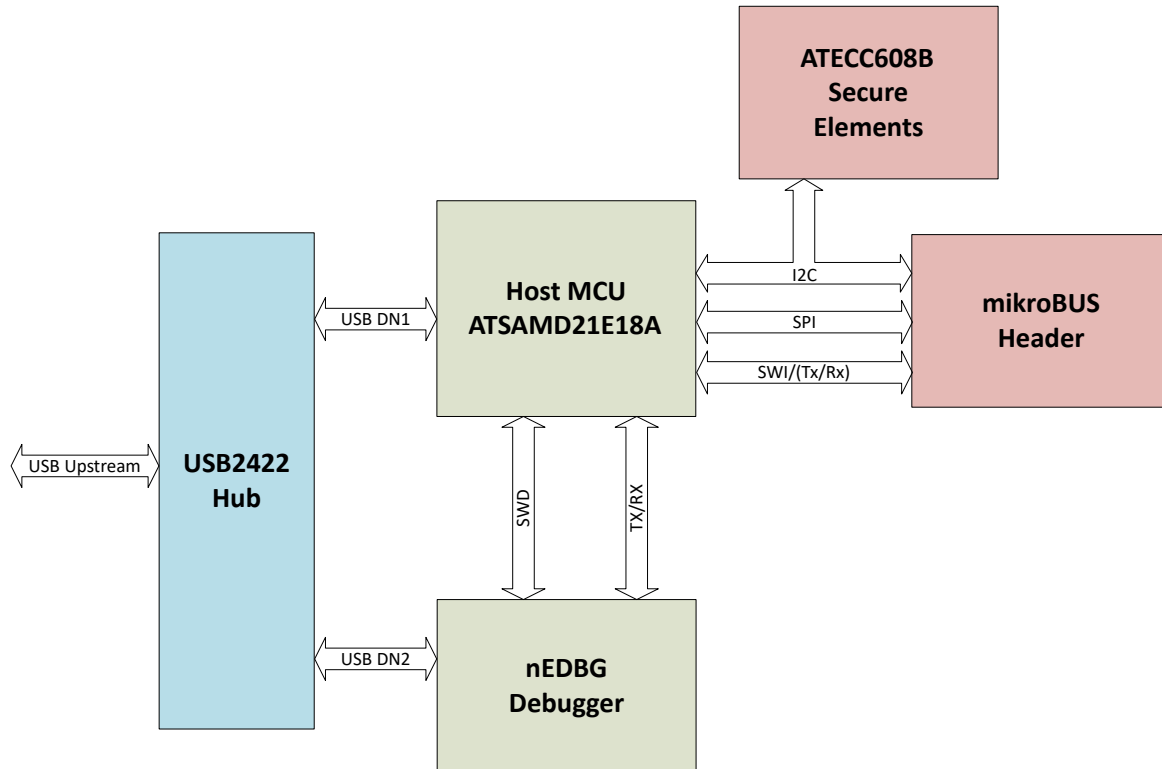 ATECC608B
Secure
Elements
Host MCU
ATSAMD21E18A
USB DN1
I2C
SPI
SWI/(Tx/Rx)
mikroBUS
Header
USB Upstream
USB2422
Hub
SWD
TX/RX
USB DN2
nEDBG
Debugger